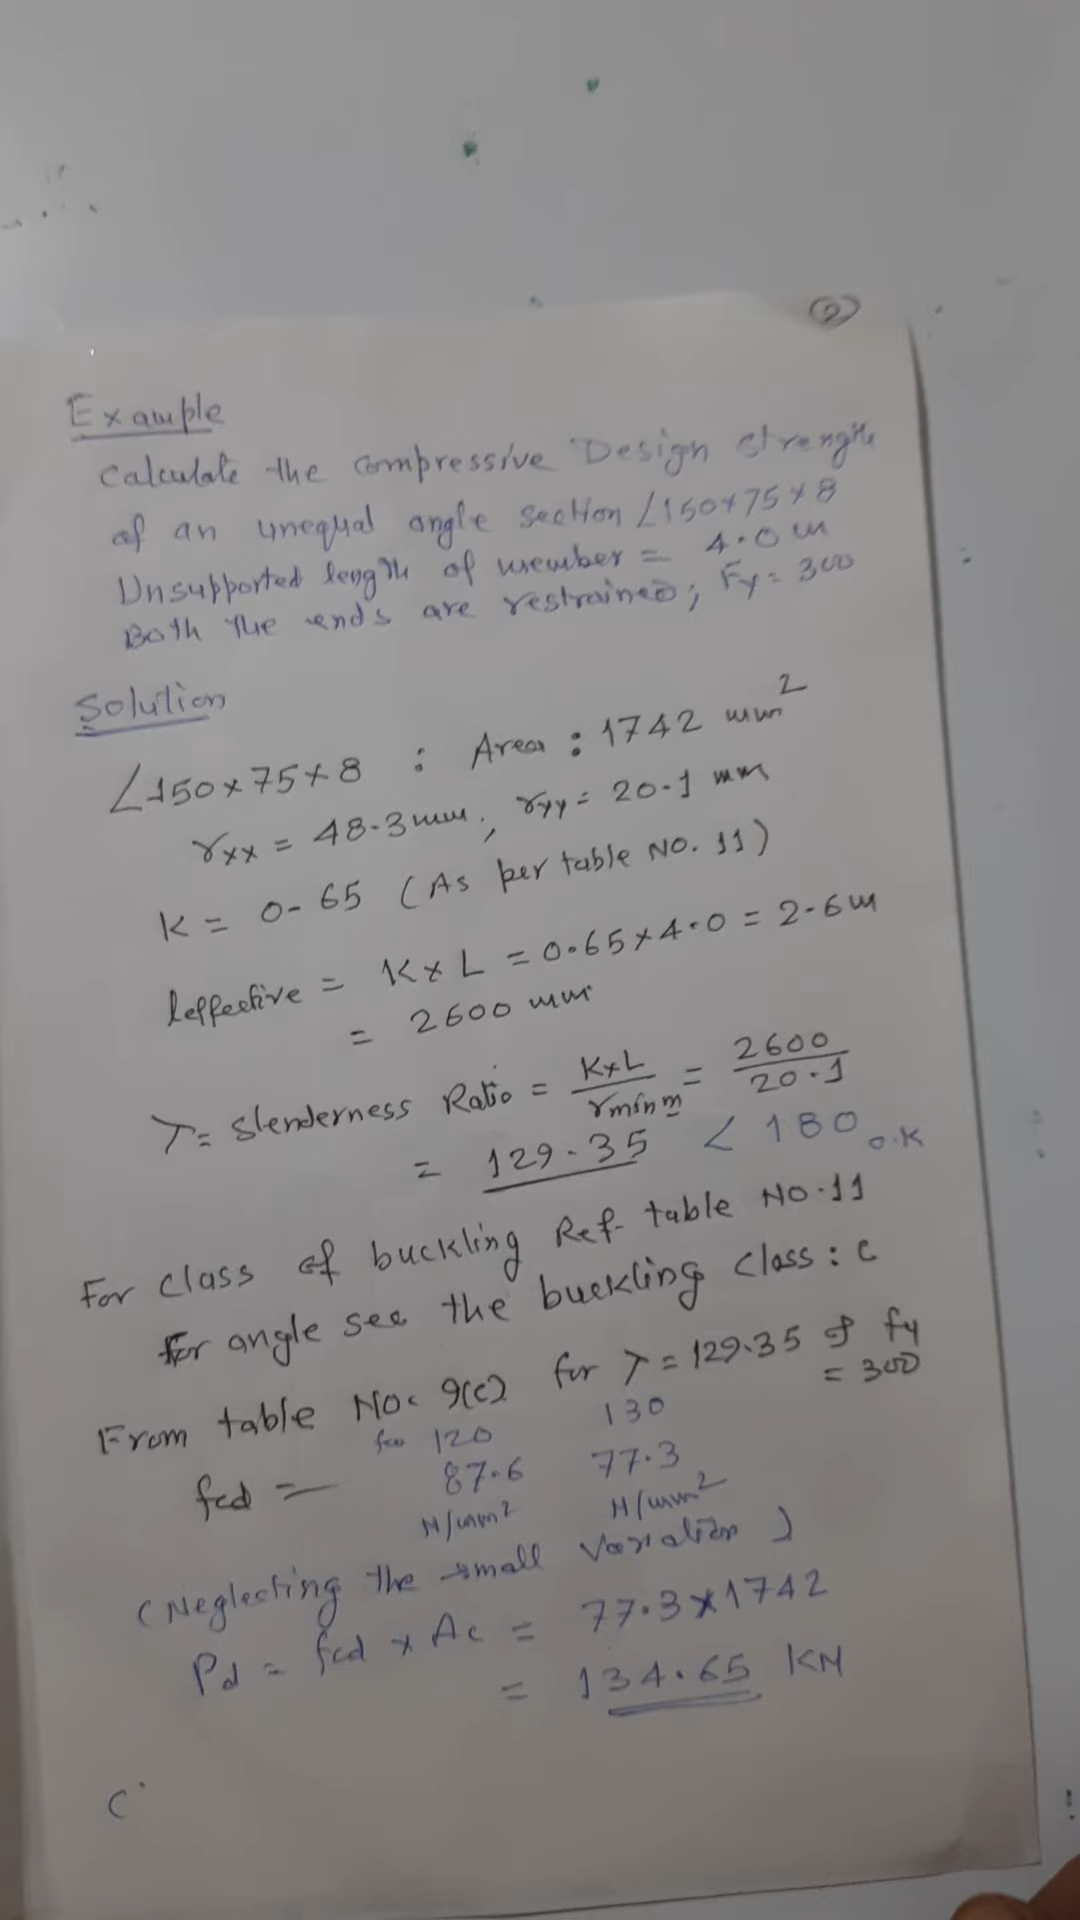 ②
Example
Calculate the Compressive Design strength
of an unequal angle section ∠150×75×8
Unsupported length of member = 4.0 m
Both the ends are restrained; Fy = 300
Solution
∠150×75×8 : Area : 1742 mm²
rxx = 48.3 mm, ryy = 20.1 mm
K = 0.65 (As per table No. 11)
leffective = K×L = 0.65×4.0 = 2.6m
= 2600 mm
λ = Slenderness Ratio = K×L/rminm = 2600/20.1
= 129.35 < 180 O.K
For class of buckling Ref. table No.11
For angle see the buckling class : c
From table No. 9(c) for λ = 129.35 & fy = 300
for 120 130
fcd = 87.6 77.3
N/mm² N/mm²
(Neglecting the small Variation)
Pd = fcd × Ac = 77.3×1742
= 134.65 KN
C